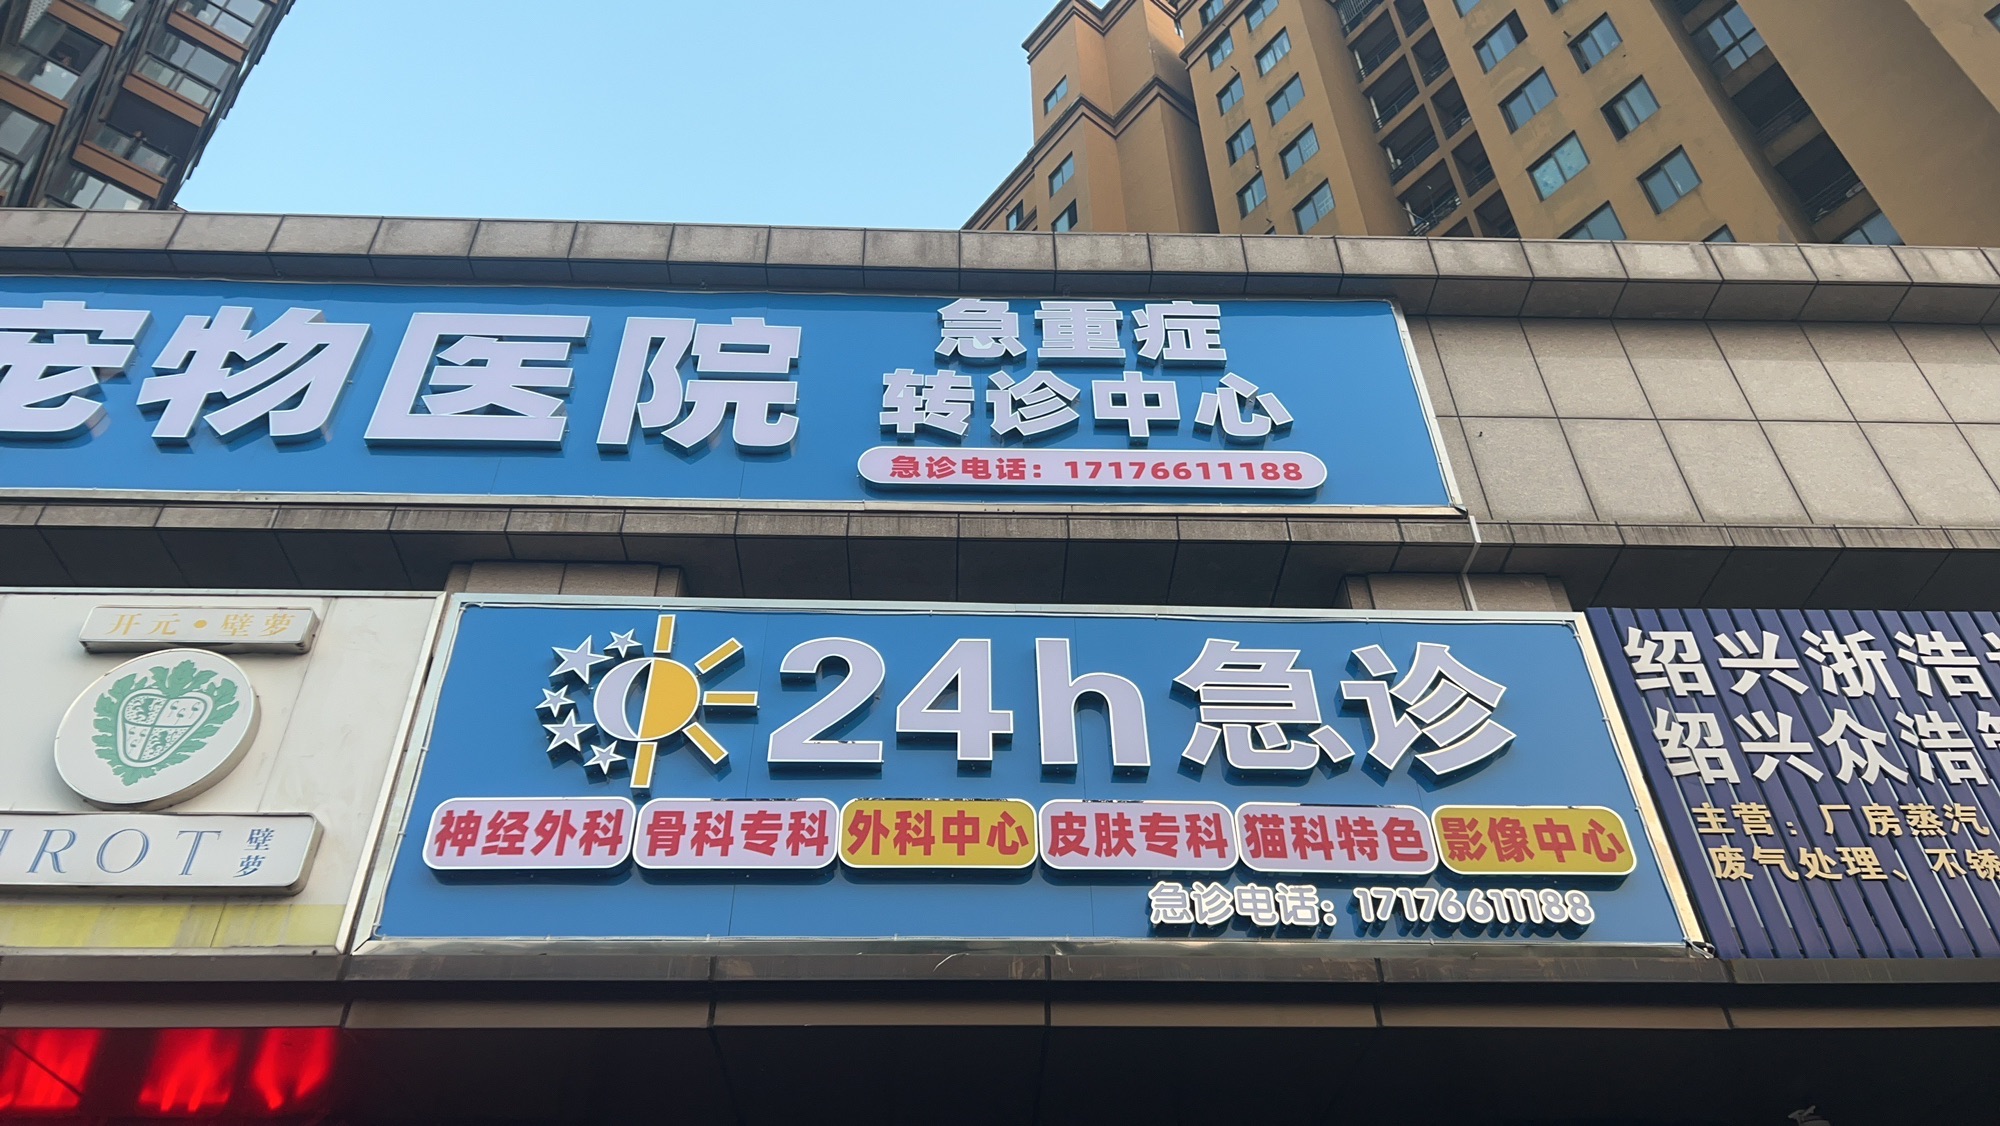 宠物医院
急重症
转诊中心
急诊电话：17176611188
开元·壁萝
IROT
壁萝
24h急诊
神经外科 骨科专科 外科中心 皮肤专科 猫科特色 影像中心
急诊电话：17176611188
绍兴浙浩
绍兴众浩
主营：厂房蒸汽
废气处理、不锈